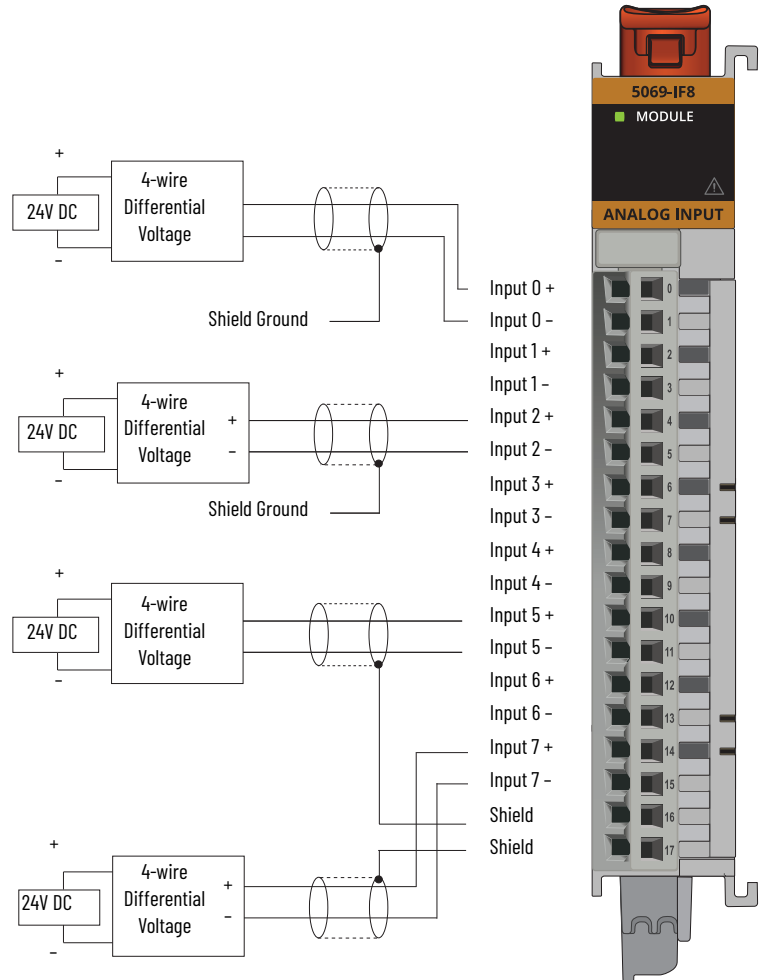 5069-IF8
MODULE
ANALOG INPUT
+
24V DC
–
4-wire
Differential
Voltage
Shield Ground
+
24V DC
–
4-wire
Differential
Voltage
+
–
Shield Ground
+
24V DC
–
4-wire
Differential
Voltage
+
24V DC
–
4-wire
Differential
Voltage
+
–
Input 0 +
Input 0 –
Input 1 +
Input 1 –
Input 2 +
Input 2 –
Input 3 +
Input 3 –
Input 4 +
Input 4 –
Input 5 +
Input 5 –
Input 6 +
Input 6 –
Input 7 +
Input 7 –
Shield
Shield
0
1
2
3
4
5
6
7
8
9
10
11
12
13
14
15
16
17